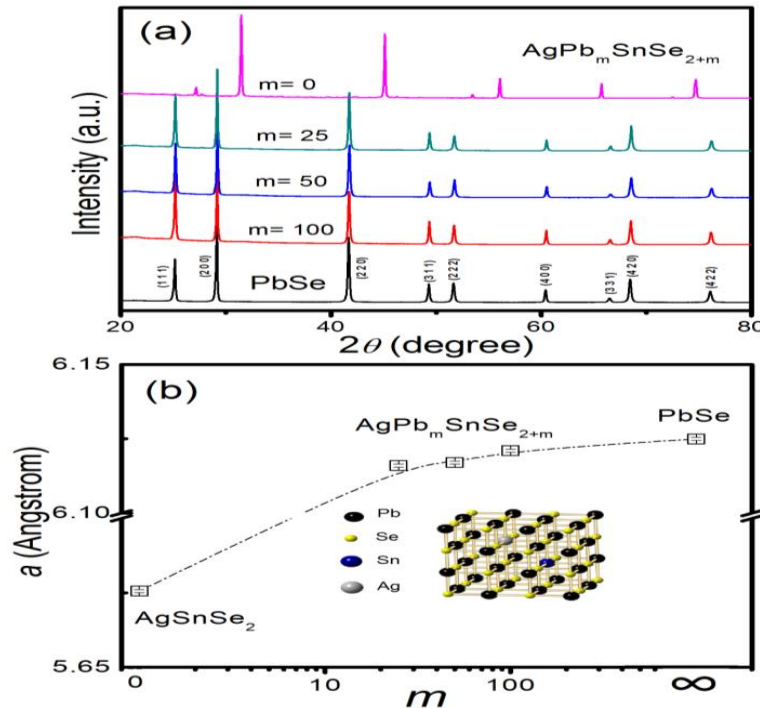 (a)
AgPbₘSnSe₂₊ₘ
m= 0
m= 25
m= 50
m= 100
PbSe
(111)
(200)
(220)
(311)
(222)
(400)
(331)
(420)
(422)
Intensity (a.u.)
20 40 60 80
2θ (degree)
(b)
6.15
6.10
5.65
a (Angstrom)
PbSe
AgPbₘSnSe₂₊ₘ
Pb
Se
Sn
Ag
AgSnSe₂
0 10 100 ∞
m